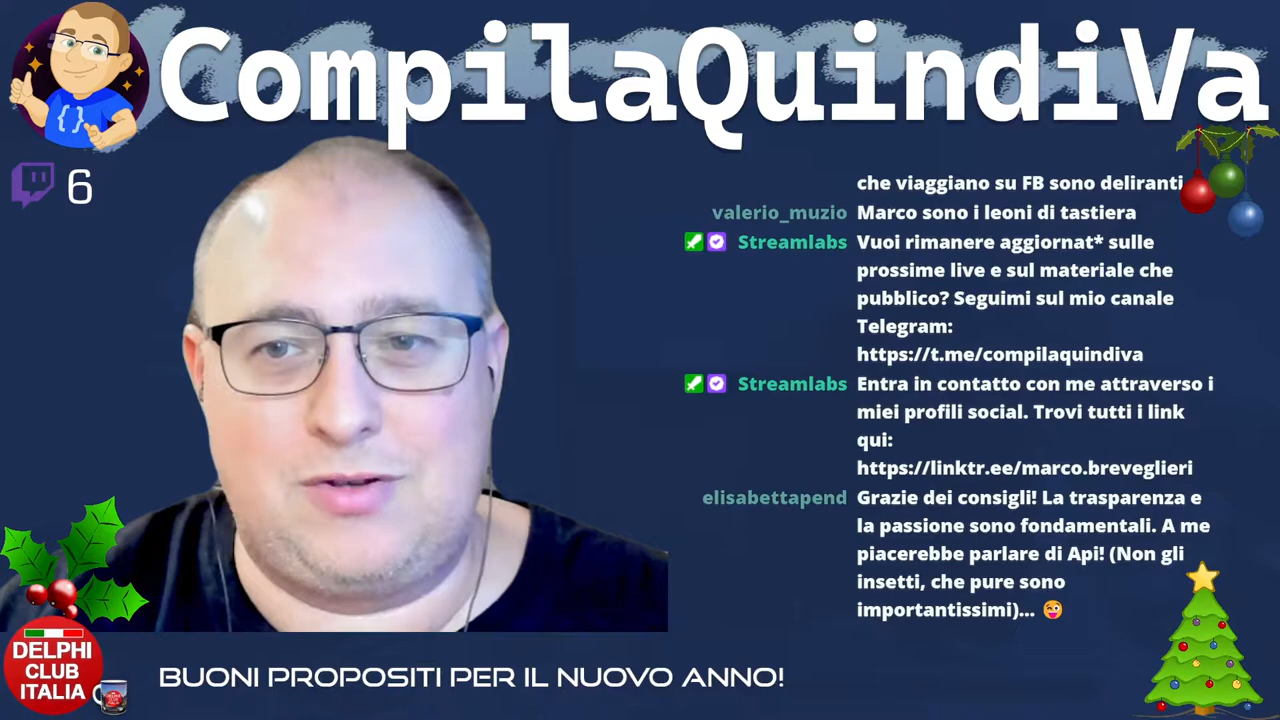 CompilaQuindiVa
{}
6
che viaggiano su FB sono deliranti
valerio_muzio Marco sono i leoni di tastiera
Streamlabs Vuoi rimanere aggiornat* sulle
prossime live e sul materiale che
pubblico? Seguimi sul mio canale
Telegram:
https://t.me/compilaquindiva
Streamlabs Entra in contatto con me attraverso i
miei profili social. Trovi tutti i link
qui:
https://linktr.ee/marco.breveglieri
elisabettapend Grazie dei consigli! La trasparenza e
la passione sono fondamentali. A me
piacerebbe parlare di Api! (Non gli
insetti, che pure sono
importantissimi)... 😜
DELPHI
CLUB
ITALIA
BUONI PROPOSITI PER IL NUOVO ANNO!